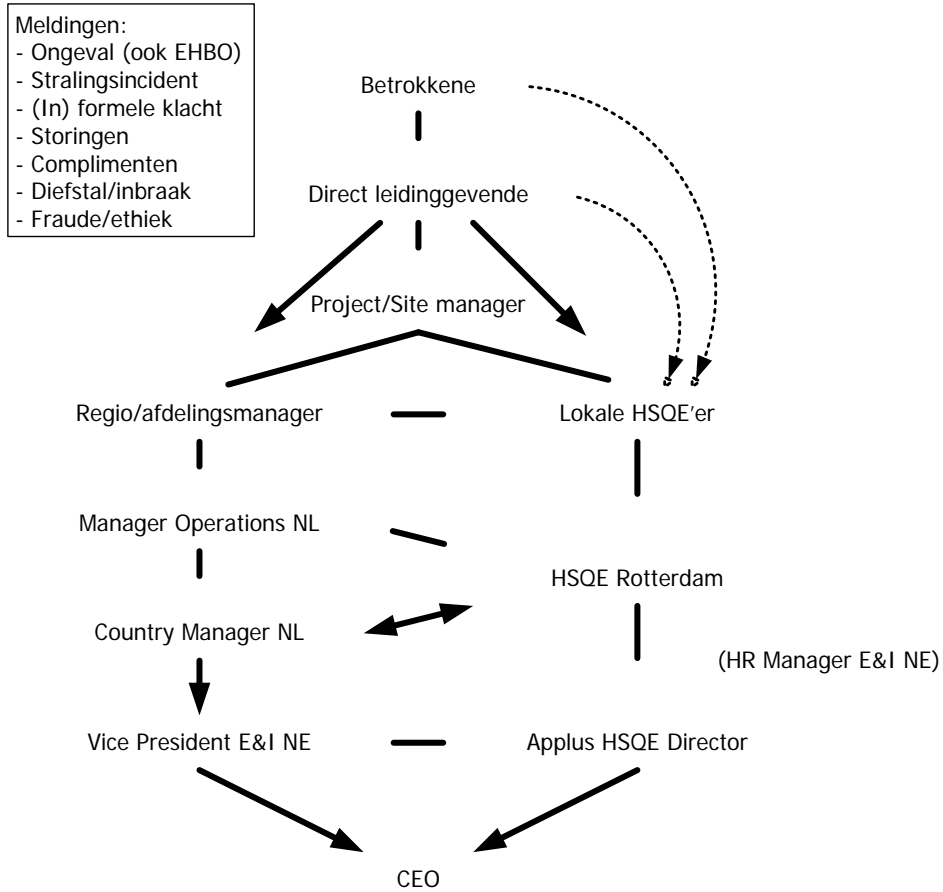 Meldingen:
- Ongeval (ook EHBO)
- Stralingsincident
- (In) formele klacht
- Storingen
- Complimenten
- Diefstal/inbraak
- Fraude/ethiek
Betrokkene
Direct leidinggevende
Project/Site manager
Regio/afdelingsmanager
Lokale HSQE'er
Manager Operations NL
HSQE Rotterdam
Country Manager NL
(HR Manager E&I NE)
Vice President E&I NE
Applus HSQE Director
CEO